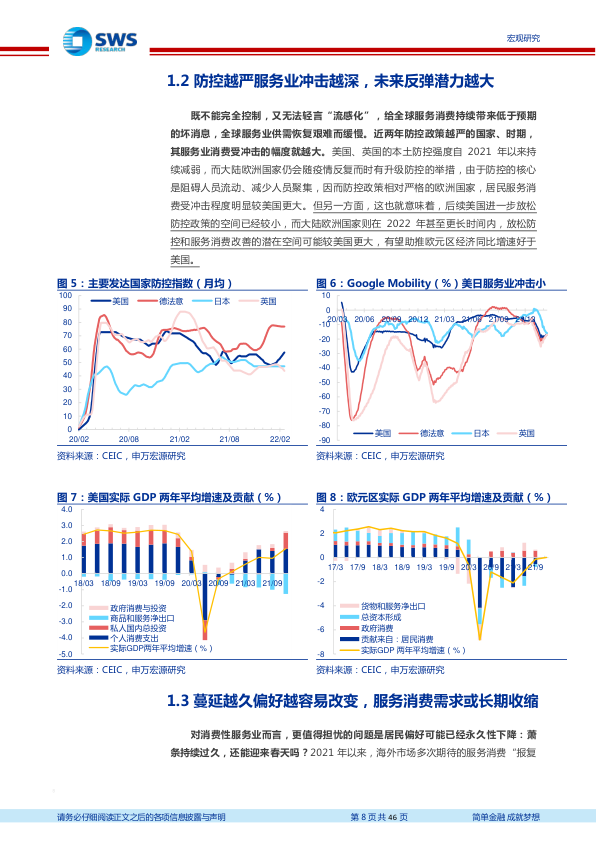 SWS
RESEARCH
宏观研究
1.2 防控越严服务业冲击越深，未来反弹潜力越大
既不能完全控制，又无法轻言“流感化”，给全球服务消费持续带来低于预期
的坏消息，全球服务业供需恢复艰难而缓慢。近两年防控政策越严的国家、时期，
其服务业消费受冲击的幅度就越大。美国、英国的本土防控强度自 2021 年以来持
续减弱，而大陆欧洲国家仍会随疫情反复而时有升级防控的举措，由于防控的核心
是阻碍人员流动、减少人员聚集，因而防控政策相对严格的欧洲国家，居民服务消
费受冲击程度明显较美国更大。但另一方面，这也就意味着，后续美国进一步放松
防控政策的空间已经较小，而大陆欧洲国家则在 2022 年甚至更长时间内，放松防
控和服务消费改善的潜在空间可能较美国更大，有望助推欧元区经济同比增速好于
美国。
图 5：主要发达国家防控指数（月均）
100
90
80
70
60
50
40
30
20
10
0
美国 德法意 日本 英国
20/02 20/08 21/02 21/08 22/02
资料来源：CEIC，申万宏源研究
图 6：Google Mobility（%）美日服务业冲击小
10
0
-10
-20
-30
-40
-50
-60
-70
-80
-90
20/03 20/06 20/09 20/12 21/03 21/06 21/09 21/12
美国 德法意 日本 英国
资料来源：CEIC，申万宏源研究
图 7：美国实际 GDP 两年平均增速及贡献（%）
4.0
3.0
2.0
1.0
0.0
-1.0
-2.0
-3.0
-4.0
-5.0
18/03 18/09 19/03 19/09 20/03 20/09 21/03 21/09
政府消费与投资
商品和服务净出口
私人国内总投资
个人消费支出
实际GDP两年平均增速（%）
资料来源：CEIC，申万宏源研究
图 8：欧元区实际 GDP 两年平均增速及贡献（%）
4
2
0
-2
-4
-6
-8
17/3 17/9 18/3 18/9 19/3 19/9 20/3 20/9 21/3 21/9
货物和服务净出口
总资本形成
政府消费
贡献来自：居民消费
实际GDP 两年平均增速（%）
资料来源：CEIC，申万宏源研究
1.3 蔓延越久偏好越容易改变，服务消费需求或长期收缩
对消费性服务业而言，更值得担忧的问题是居民偏好可能已经永久性下降：萧
条持续过久，还能迎来春天吗？2021 年以来，海外市场多次期待的服务消费“报复
请务必仔细阅读正文之后的各项信息披露与声明
第 8 页 共 46 页
简单金融 成就梦想